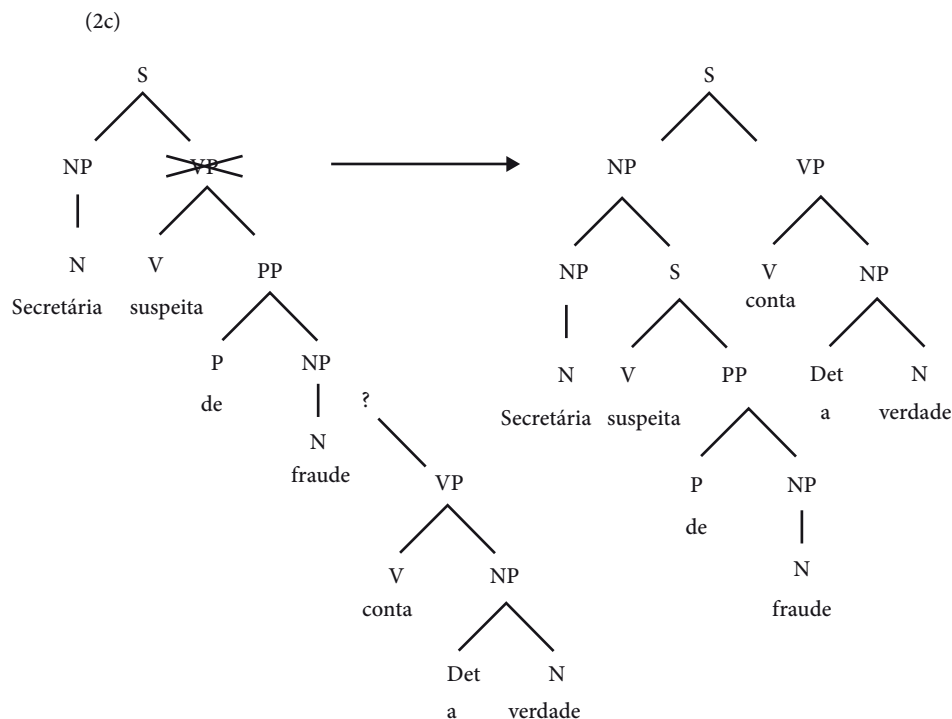 (2c)
S
S
NP VP
NP VP
N V PP
NP S V NP
Secretária suspeita
conta
P NP
N V PP Det N
de ?
Secretária suspeita a verdade
N
fraude
VP
P NP
de
V NP
N
conta
fraude
Det N
a verdade